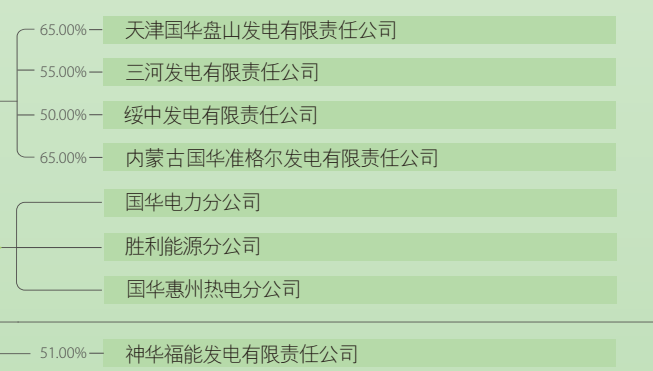 65.00% 天津国华盘山发电有限责任公司
55.00% 三河发电有限责任公司
50.00% 绥中发电有限责任公司
65.00% 内蒙古国华准格尔发电有限责任公司
国华电力分公司
胜利能源分公司
国华惠州热电分公司
51.00% 神华福能发电有限责任公司